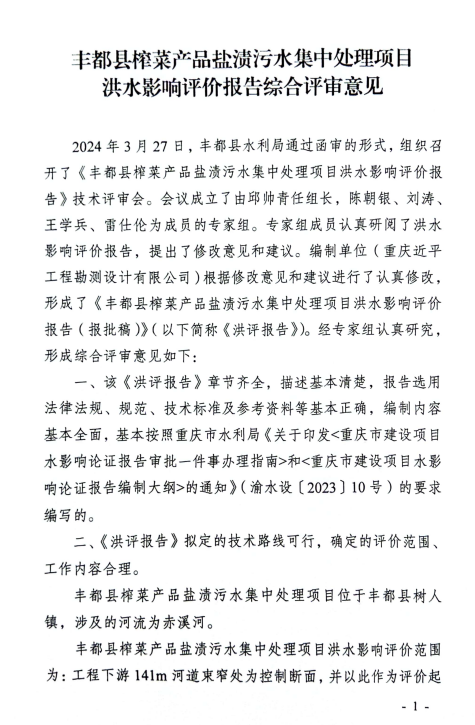 丰都县榨菜产品盐渍污水集中处理项目
洪水影响评价报告综合评审意见
2024 年 3 月 27 日，丰都县水利局通过函审的形式，组织召
开了《丰都县榨菜产品盐渍污水集中处理项目洪水影响评价报
告》技术评审会。会议成立了由邱帅责任组长，陈朝银、刘涛、
王学兵、雷仕伦为成员的专家组。专家组成员认真研阅了洪水
影响评价报告，提出了修改意见和建议。编制单位（重庆近平
工程勘测设计有限公司）根据修改意见和建议进行了认真修改，
形成了《丰都县榨菜产品盐渍污水集中处理项目洪水影响评价
报告（报批稿）》（以下简称《洪评报告》）。经专家组认真研究，
形成综合评审意见如下：
一、该《洪评报告》章节齐全，描述基本清楚，报告选用
法律法规、规范、技术标准及参考资料等基本正确，编制内容
基本全面，基本按照重庆市水利局《关于印发<重庆市建设项目
水影响论证报告审批一件事办理指南>和<重庆市建设项目水影
响论证报告编制大纲>的通知》（渝水设〔2023〕10 号）的要求
编写的。
二、《洪评报告》拟定的技术路线可行，确定的评价范围、
工作内容合理。
丰都县榨菜产品盐渍污水集中处理项目位于丰都县树人
镇，涉及的河流为赤溪河。
丰都县榨菜产品盐渍污水集中处理项目洪水影响评价范围
为：工程下游 141m 河道束窄处为控制断面，并以此作为评价起
- 1 -